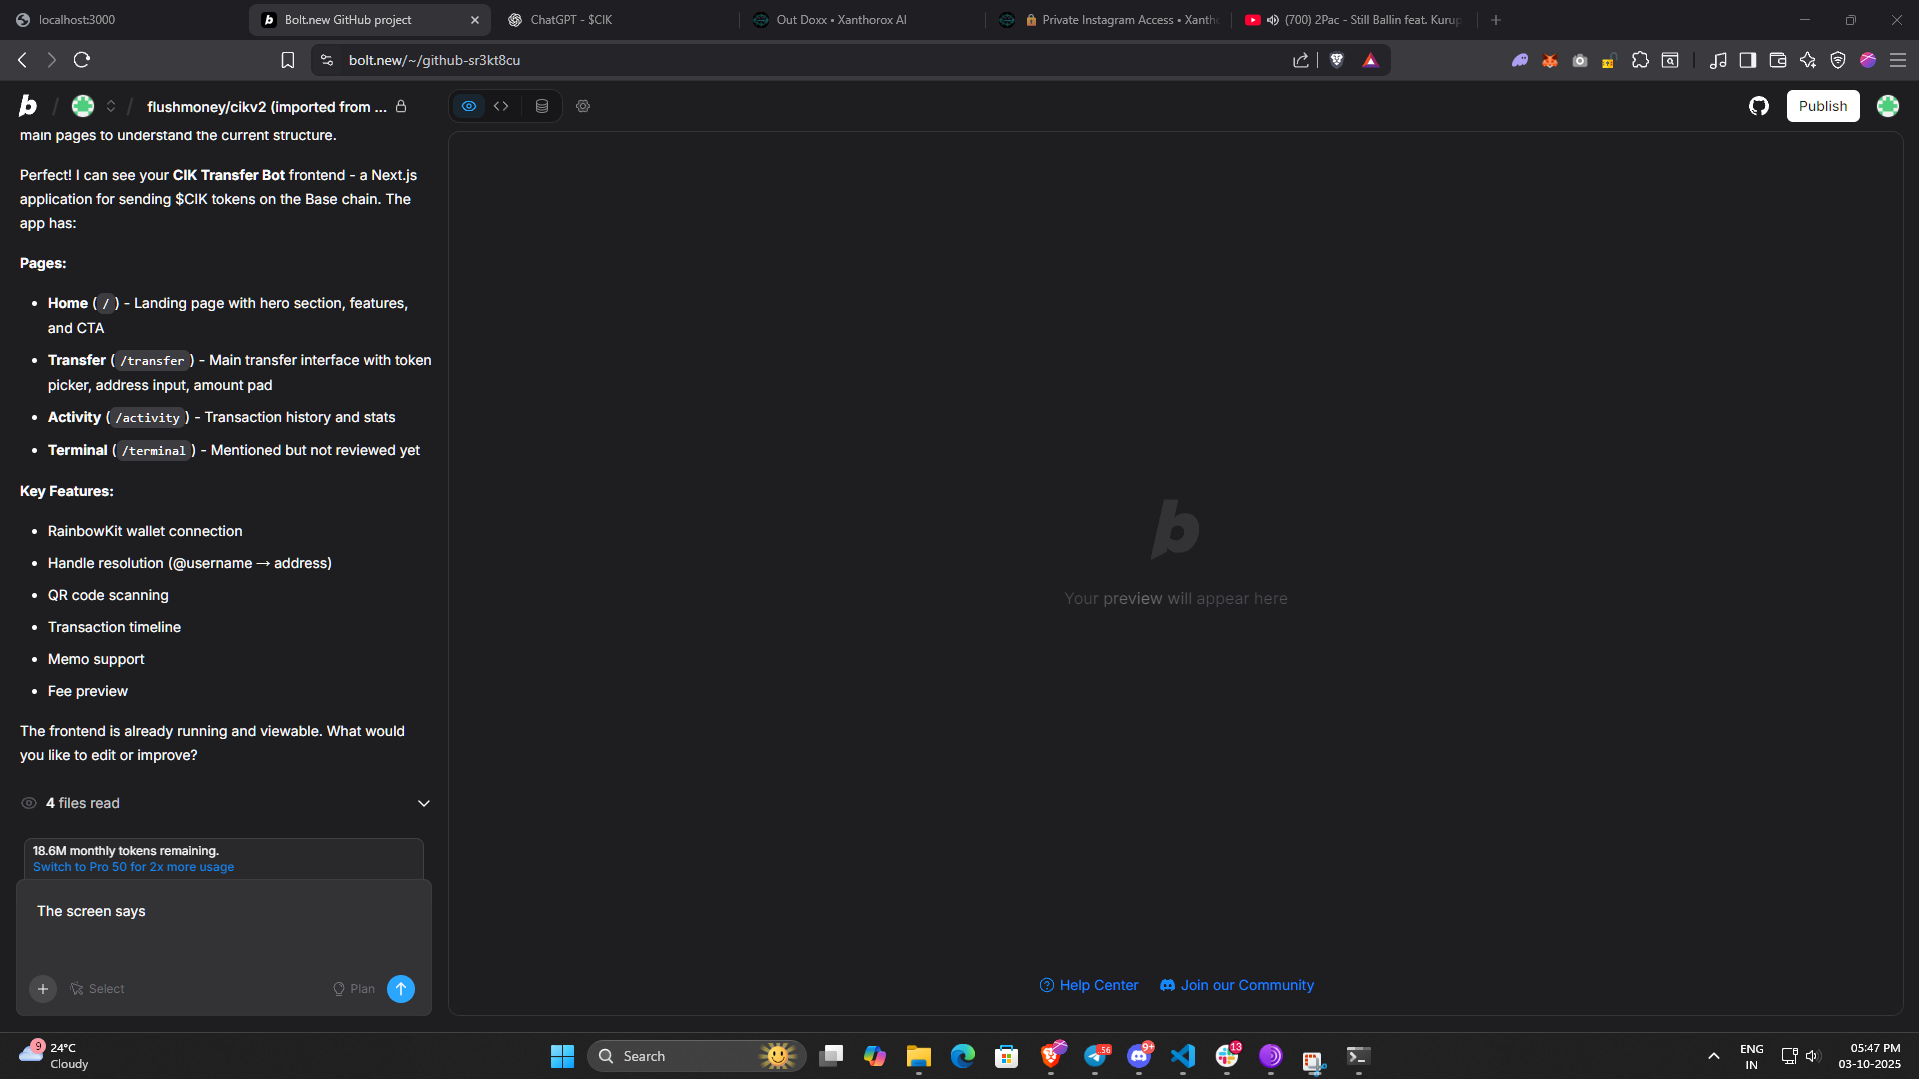 localhost:3000
Bolt.new GitHub project
ChatGPT - $CIK
Out Doxx • Xanthorox AI
Private Instagram Access • Xantho
(700) 2Pac - Still Ballin feat. Kurup
bolt.new/~/github-sr3kt8cu
flushmoney/cikv2 (imported from ...
Publish
main pages to understand the current structure.
Perfect! I can see your CIK Transfer Bot frontend - a Next.js
application for sending $CIK tokens on the Base chain. The
app has:
Pages:
• Home ( / ) - Landing page with hero section, features,
and CTA
• Transfer ( /transfer ) - Main transfer interface with token
picker, address input, amount pad
• Activity ( /activity ) - Transaction history and stats
• Terminal ( /terminal ) - Mentioned but not reviewed yet
Key Features:
• RainbowKit wallet connection
• Handle resolution (@username → address)
• QR code scanning
• Transaction timeline
• Memo support
• Fee preview
The frontend is already running and viewable. What would
you like to edit or improve?
4 files read
18.6M monthly tokens remaining.
Switch to Pro 50 for 2x more usage
The screen says
Select
Plan
Your preview will appear here
Help Center
Join our Community
9
24°C
Cloudy
Search
56
9+
13
ENG
IN
05:47 PM
03-10-2025